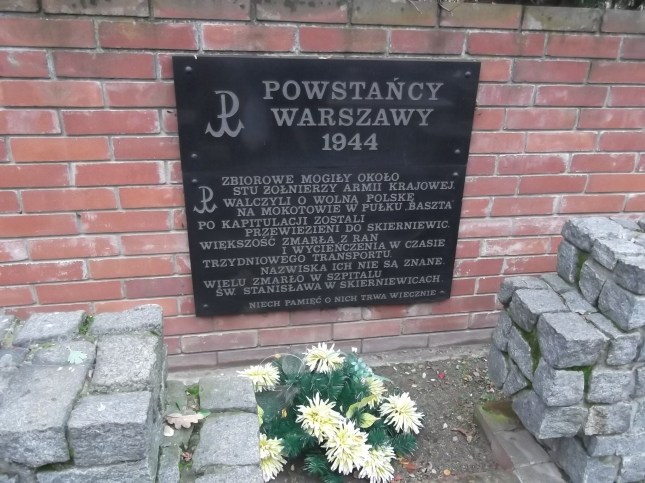 POWSTAŃCY
WARSZAWY
1944
ZBIOROWE MOGIŁY OKOŁO
STU ŻOŁNIERZY ARMII KRAJOWEJ.
WALCZYLI O WOLNĄ POLSKĘ
NA MOKOTOWIE W PUŁKU „BASZTA”
PO KAPITULACJI ZOSTALI
PRZEWIEZIENI DO SKIERNIEWIC.
WIĘKSZOŚĆ ZMARŁA Z RAN
I WYCIEŃCZENIA W CZASIE
TRZYDNIOWEGO TRANSPORTU.
NAZWISKA ICH NIE SĄ ZNANE.
WIELU ZMARŁO W SZPITALU
ŚW. STANISŁAWA W SKIERNIEWICACH.
NIECH PAMIĘĆ O NICH TRWA WIECZNIE